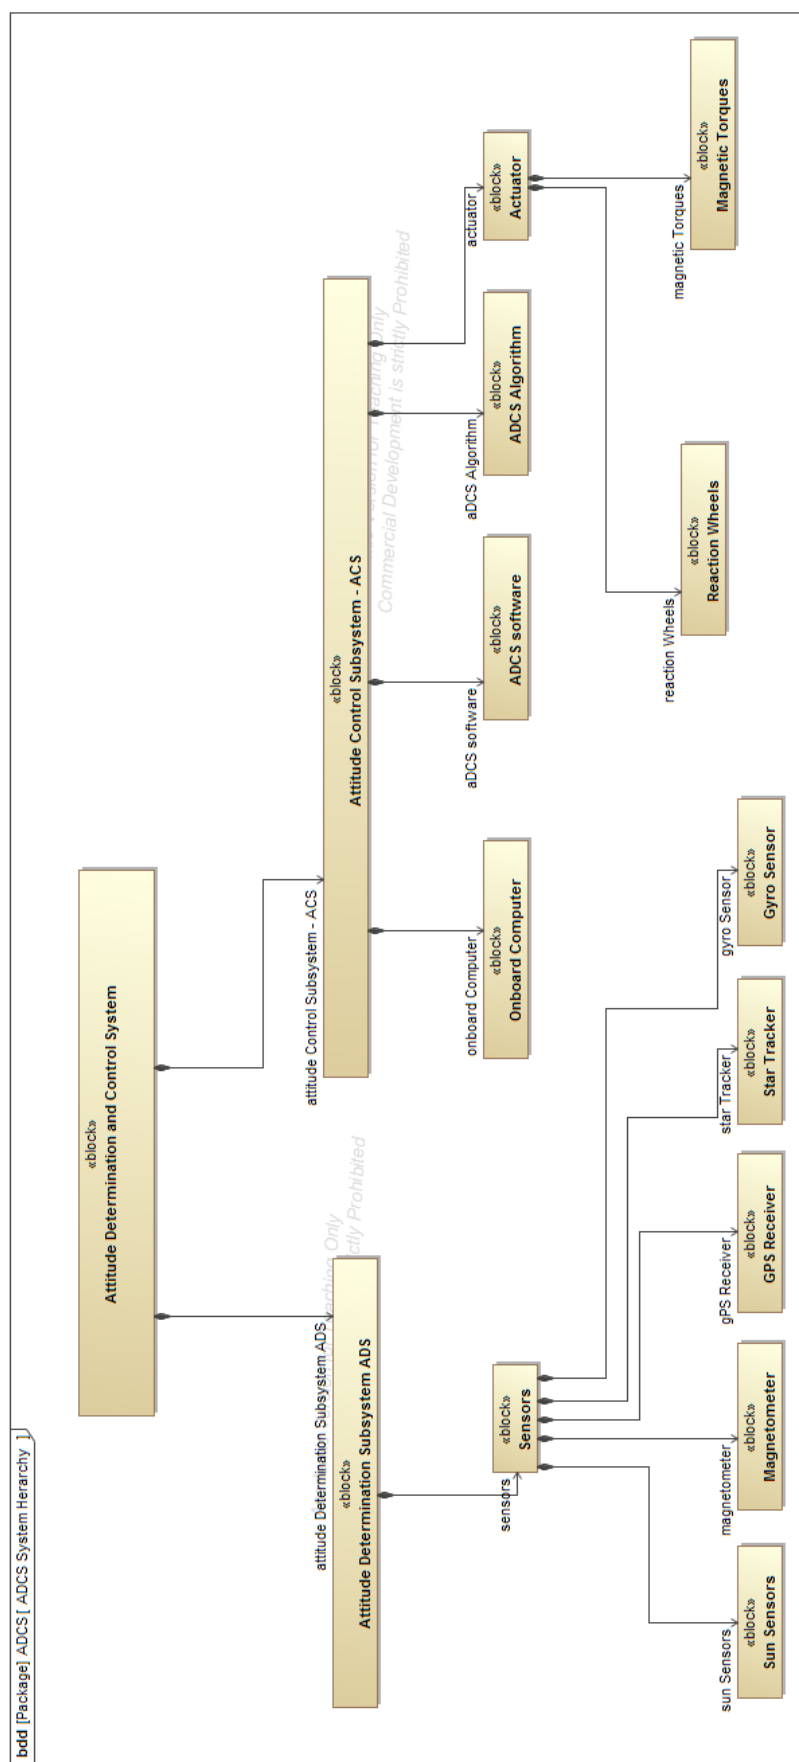 bdd [Package] ADCS [ ADCS System Herarchy ]
«block»
Attitude Determination and Control System
attitude Determination Subsystem ADS
attitude Control Subsystem - ACS
«block»
Attitude Determination Subsystem ADS
«block»
Attitude Control Subsystem - ACS
Only
Prohibited
Only
Commercial Development is strictly Prohibited
sensors
onboard Computer
aDCS software
aDCS Algorithm
actuator
«block»
Sensors
«block»
Onboard Computer
«block»
ADCS software
«block»
ADCS Algorithm
«block»
Actuator
sun Sensors
magnetometer
gPS Receiver
star Tracker
gyro Sensor
reaction Wheels
magnetic Torques
«block»
Sun Sensors
«block»
Magnetometer
«block»
GPS Receiver
«block»
Star Tracker
«block»
Gyro Sensor
«block»
Reaction Wheels
«block»
Magnetic Torques